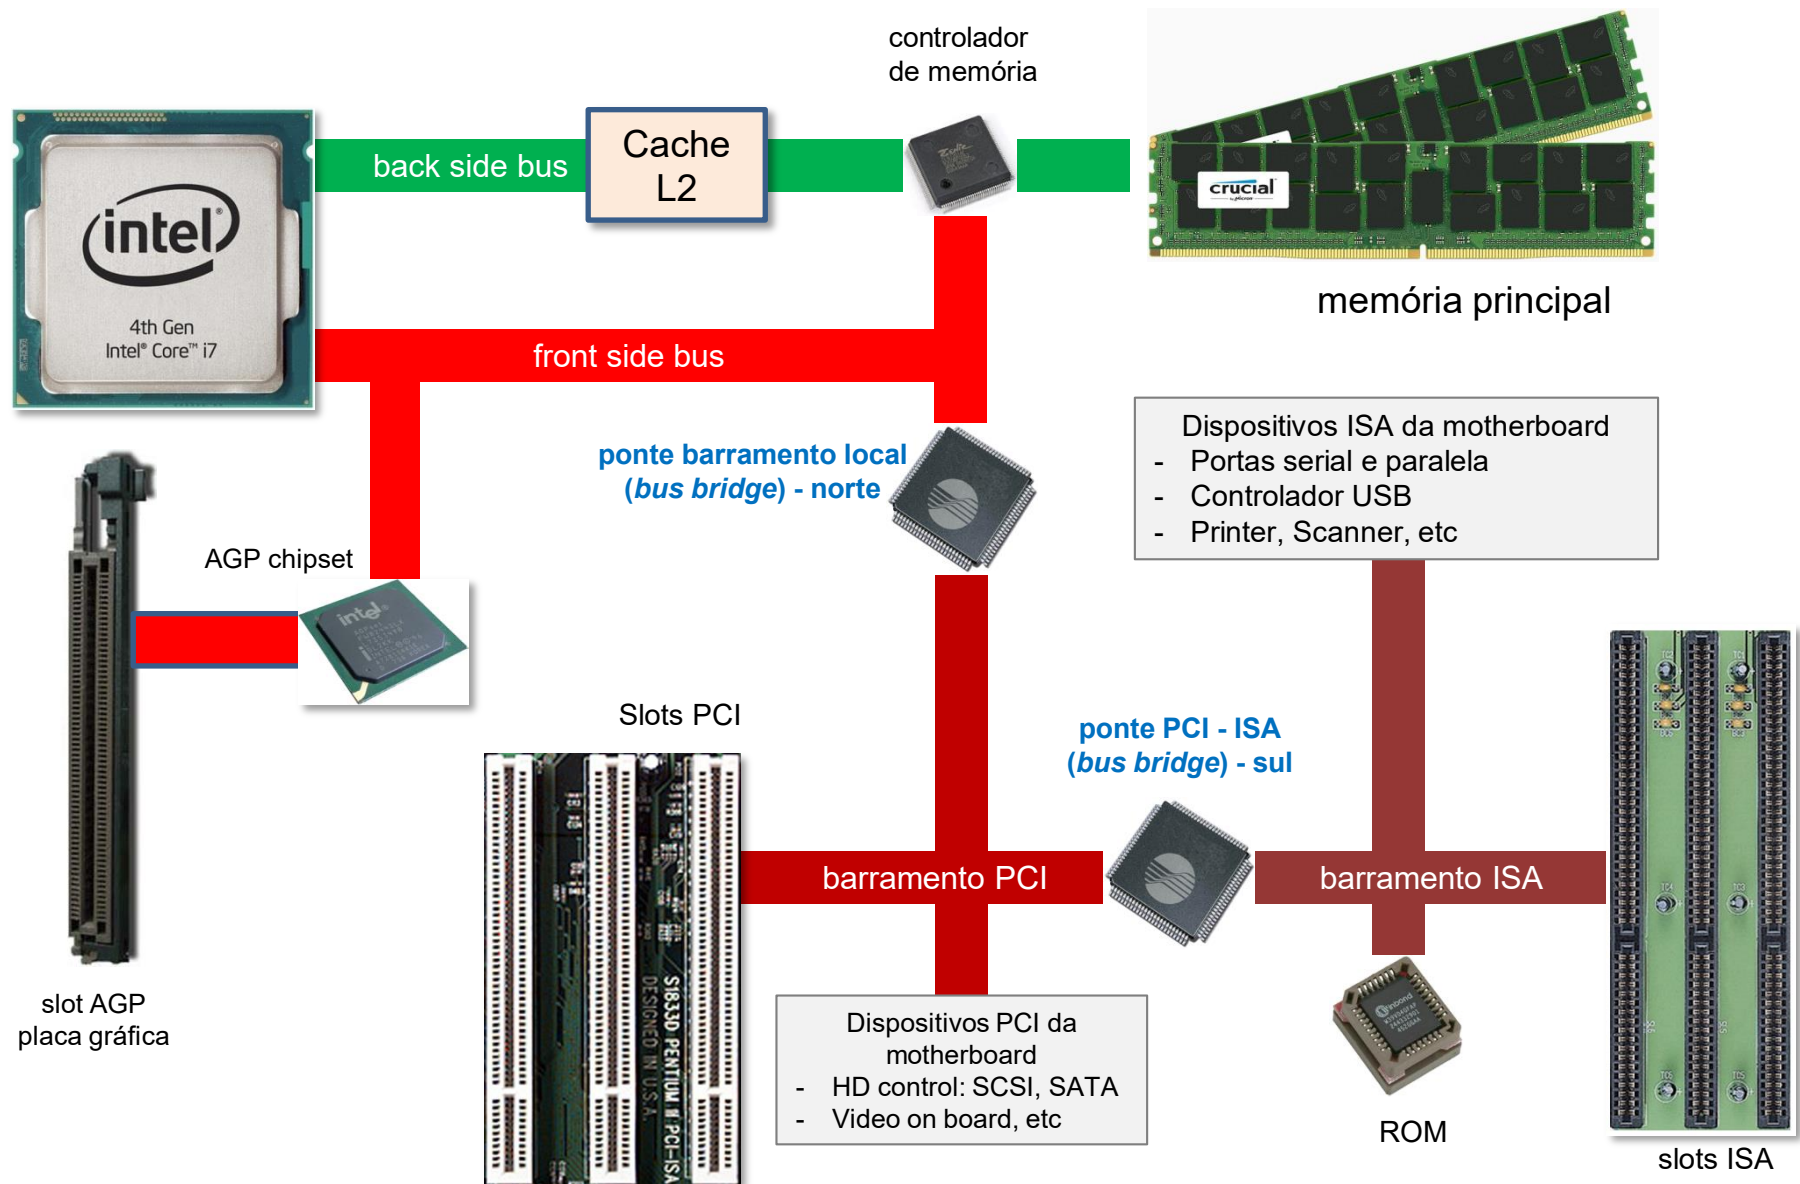 controlador
de memória
back side bus
Cache
L2
crucial
by Micron
intel
4th Gen
Intel® Core™ i7
memória principal
front side bus
ponte barramento local
(bus bridge) - norte
Dispositivos ISA da motherboard
- Portas serial e paralela
- Controlador USB
- Printer, Scanner, etc
AGP chipset
intel
Slots PCI
ponte PCI - ISA
(bus bridge) - sul
barramento PCI
barramento ISA
slot AGP
placa gráfica
S1833D PENTIUM II PCI-ISA
DESIGNED IN U.S.A.
Dispositivos PCI da
motherboard
- HD control: SCSI, SATA
- Video on board, etc
winbond
ROM
slots ISA